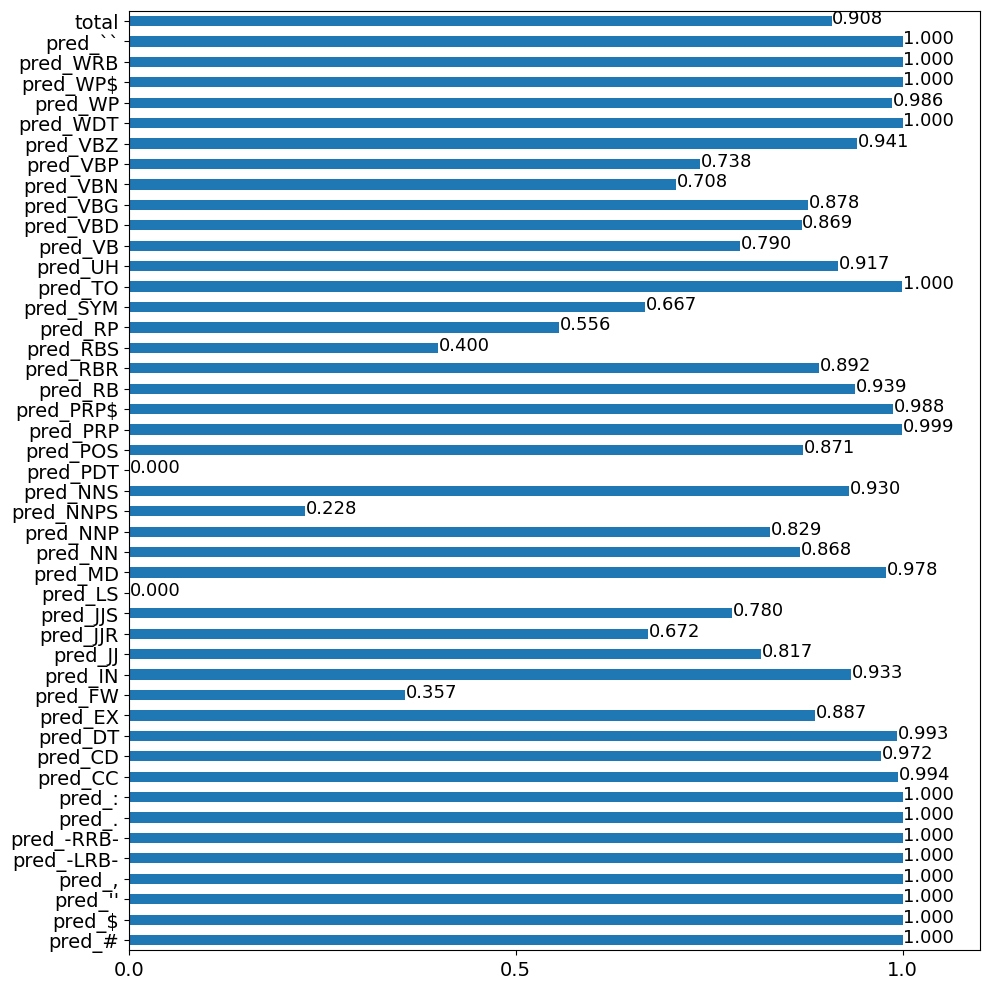 total 0.908
pred_`` 1.000
pred_WRB 1.000
pred_WP$ 1.000
pred_WP 0.986
pred_WDT 1.000
pred_VBZ 0.941
pred_VBP 0.738
pred_VBN 0.708
pred_VBG 0.878
pred_VBD 0.869
pred_VB 0.790
pred_UH 0.917
pred_TO 1.000
pred_SYM 0.667
pred_RP 0.556
pred_RBS 0.400
pred_RBR 0.892
pred_RB 0.939
pred_PRP$ 0.988
pred_PRP 0.999
pred_POS 0.871
pred_PDT 0.000
pred_NNS 0.930
pred_NNPS 0.228
pred_NNP 0.829
pred_NN 0.868
pred_MD 0.978
pred_LS 0.000
pred_JJS 0.780
pred_JJR 0.672
pred_JJ 0.817
pred_IN 0.933
pred_FW 0.357
pred_EX 0.887
pred_DT 0.993
pred_CD 0.972
pred_CC 0.994
pred_: 1.000
pred_. 1.000
pred_-RRB- 1.000
pred_-LRB- 1.000
pred_, 1.000
pred_'' 1.000
pred_$ 1.000
pred_# 1.000
0.0 0.5 1.0